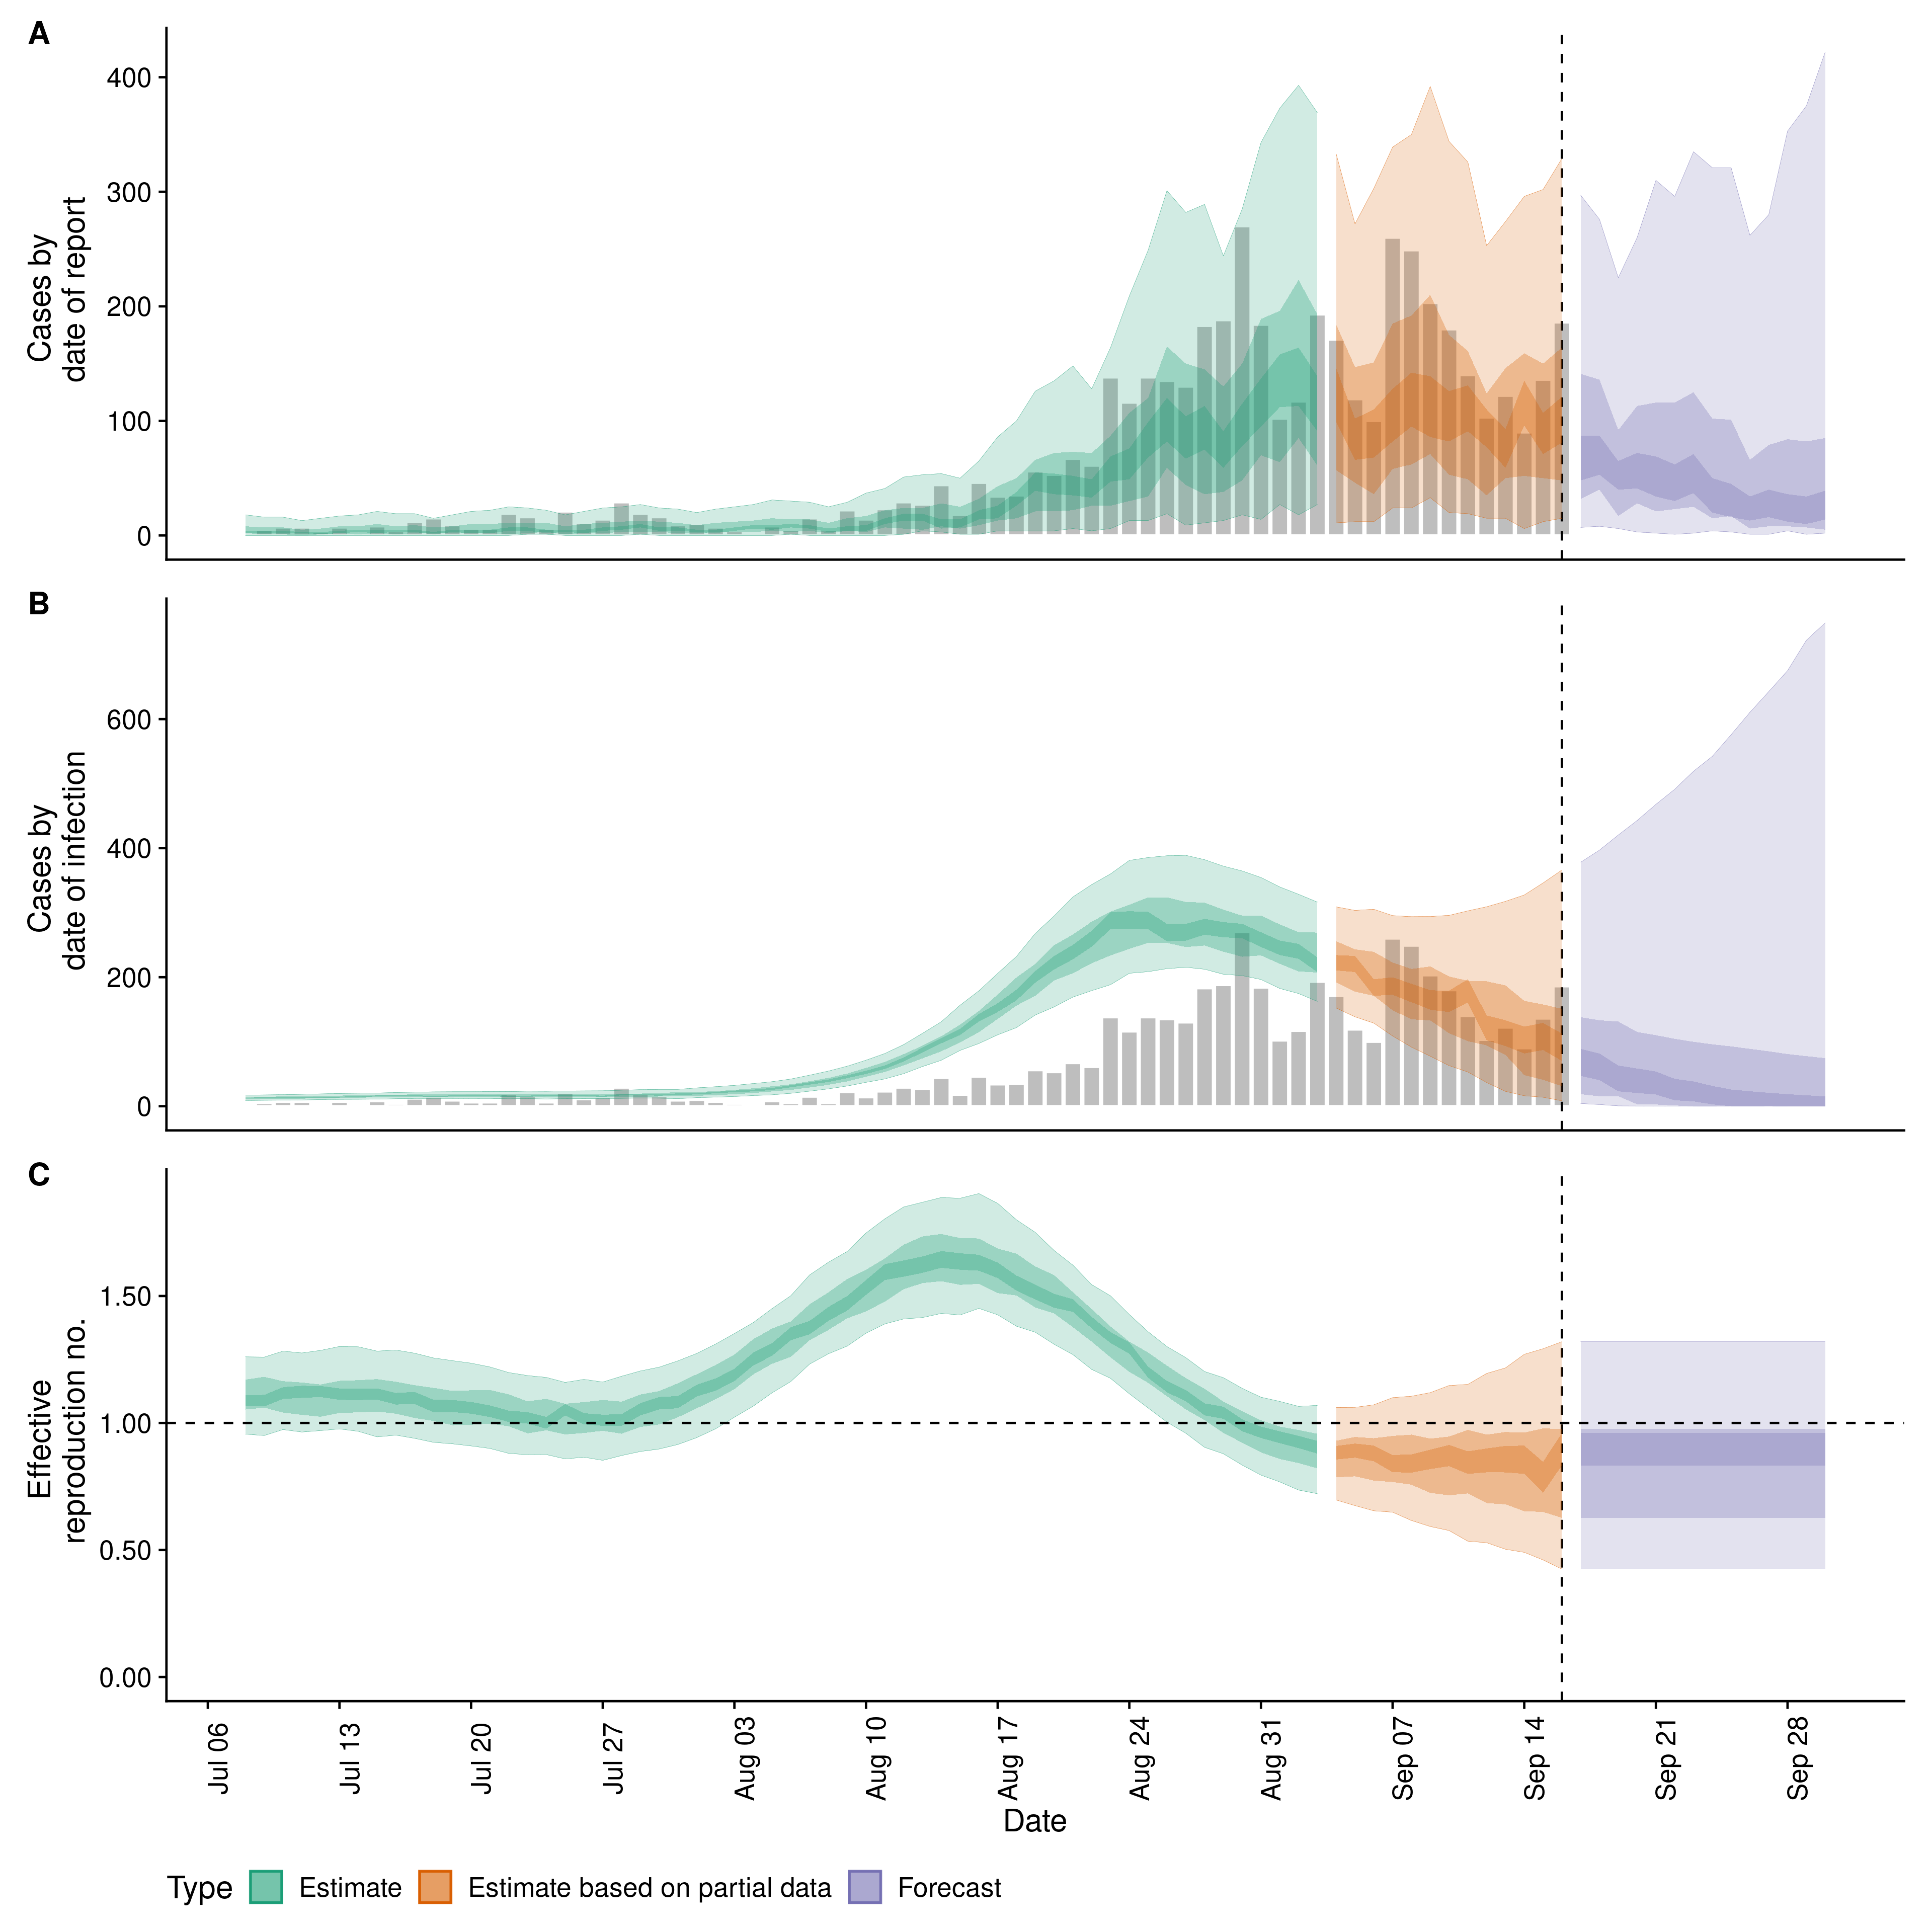 A
400
300
200
100
0
Cases by
date of report
B
600
400
200
0
Cases by
date of infection
C
1.50
1.00
0.50
0.00
Effective
reproduction no.
Jul 06
Jul 13
Jul 20
Jul 27
Aug 03
Aug 10
Aug 17
Aug 24
Aug 31
Sep 07
Sep 14
Sep 21
Sep 28
Date
Type Estimate Estimate based on partial data Forecast